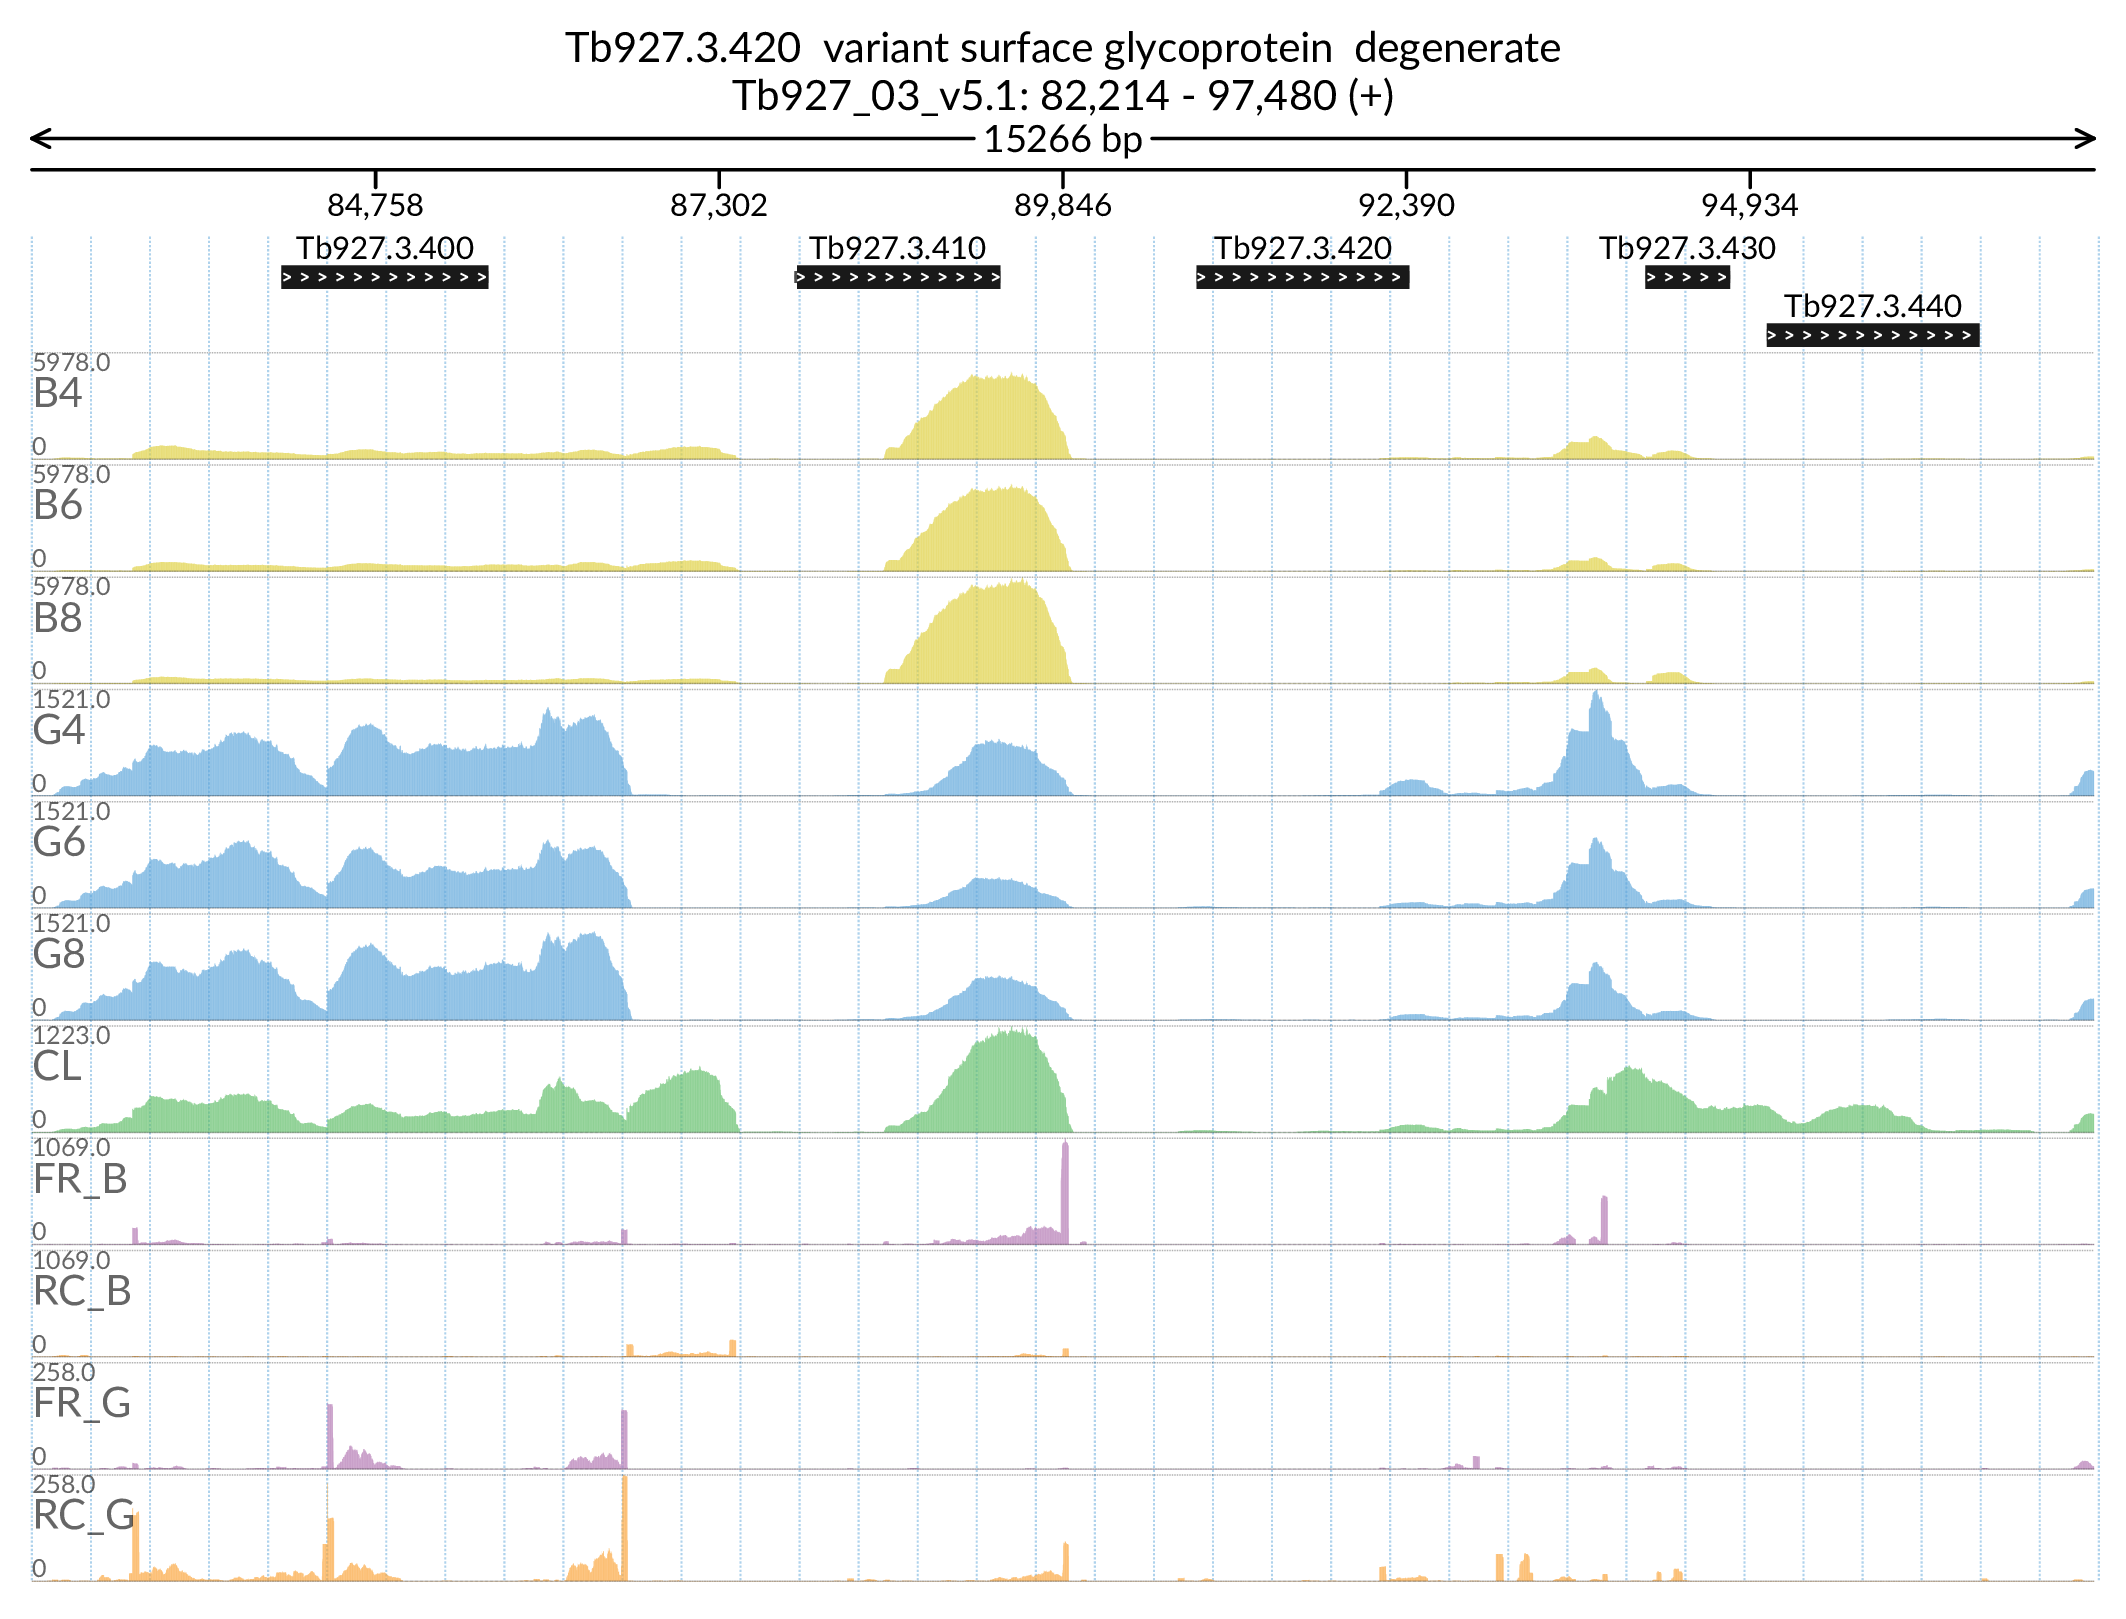 Tb927.3.420  variant surface glycoprotein  degenerate
Tb927_03_v5.1: 82,214 - 97,480 (+)
15266 bp
84,758 87,302 89,846 92,390 94,934
Tb927.3.400 Tb927.3.410 Tb927.3.420 Tb927.3.430
Tb927.3.440
5978.0
B4
0
5978.0
B6
0
5978.0
B8
0
1521.0
G4
0
1521.0
G6
0
1521.0
G8
0
1223.0
CL
0
1069.0
FR_B
0
1069.0
RC_B
0
258.0
FR_G
0
258.0
RC_G
0